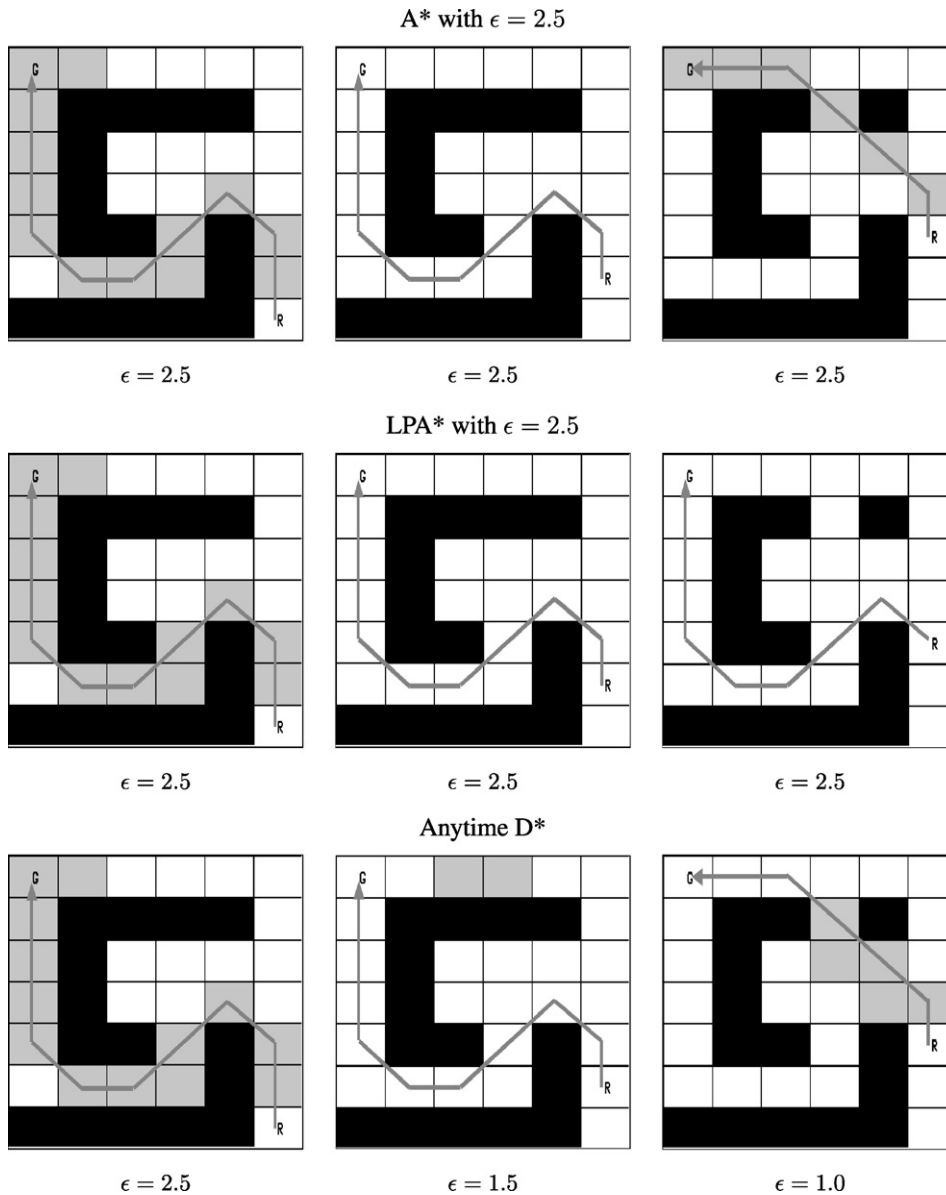 A* with ϵ = 2.5
G G G
R
R
R
ϵ = 2.5 ϵ = 2.5 ϵ = 2.5
LPA* with ϵ = 2.5
G G G
R
R
R
ϵ = 2.5 ϵ = 2.5 ϵ = 2.5
Anytime D*
G G G
R
R
R
ϵ = 2.5 ϵ = 1.5 ϵ = 1.0